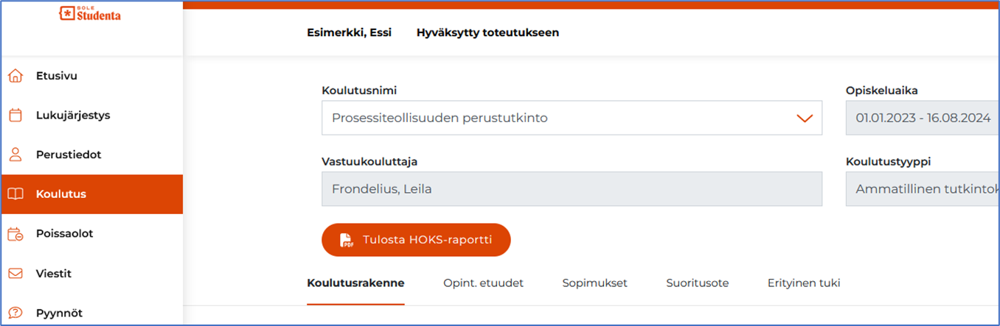 SOLE
Studenta
Esimerkki, Essi Hyväksytty toteutukseen
Etusivu
Lukujärjestys
Perustiedot
Koulutus
Poissaolot
Viestit
Pyynnöt
Koulutusnimi Opiskeluaika
Prosessiteollisuuden perustutkinto 01.01.2023 - 16.08.2024
Vastuukouluttaja Koulutustyyppi
Frondelius, Leila Ammatillinen tutkintok
PDF Tulosta HOKS-raportti
Koulutusrakenne Opint. etuudet Sopimukset Suoritusote Erityinen tuki